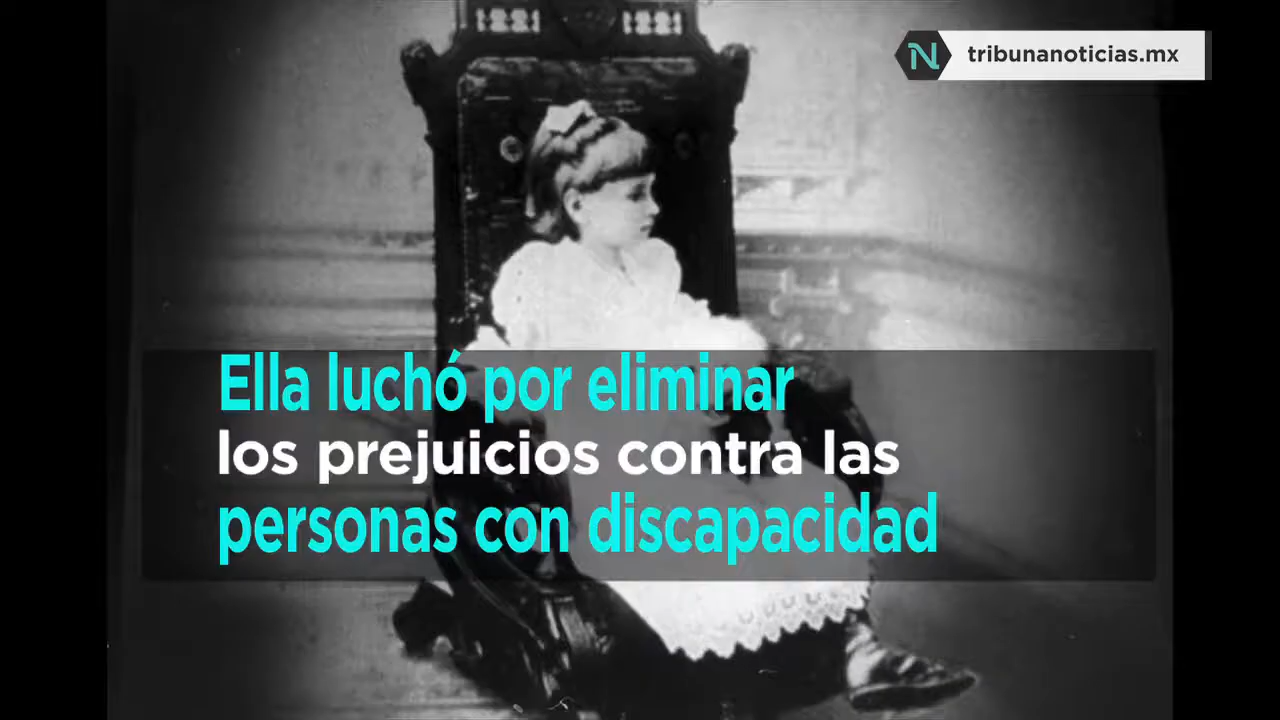 tribunanoticias.mx
Ella luchó por eliminar
los prejuicios contra las
personas con discapacidad